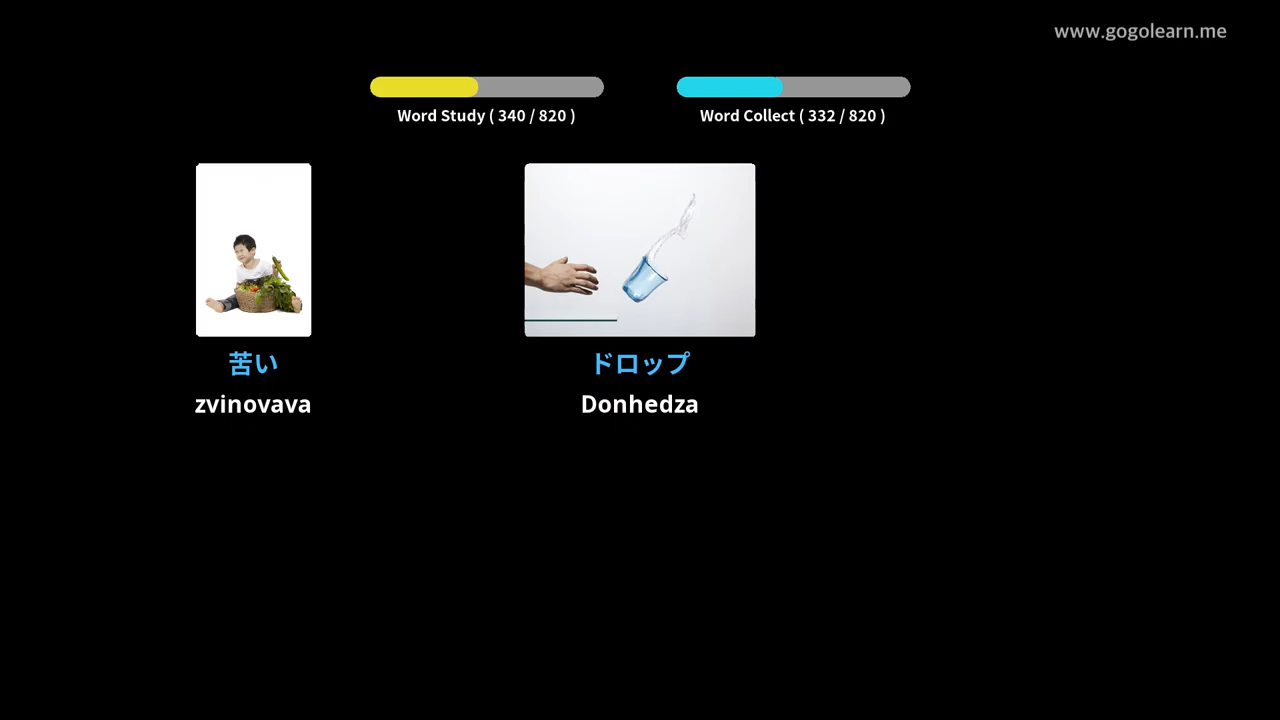 www.gogolearn.me
Word Study ( 340 / 820 )
Word Collect ( 332 / 820 )
苦い
ドロップ
zvinovava
Donhedza